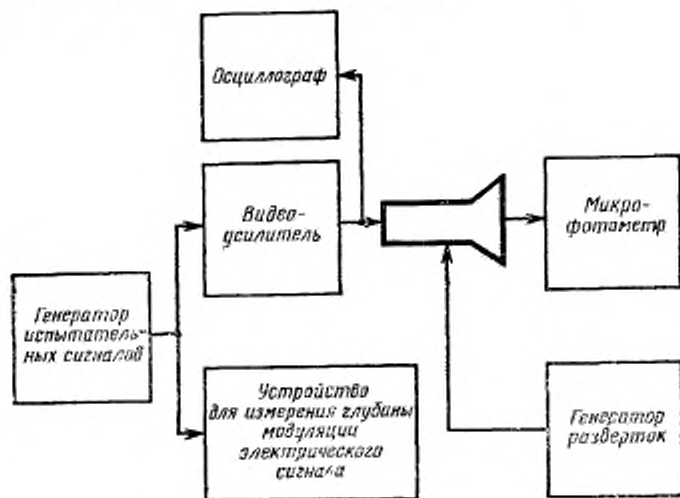 Осциллограф
Видео-
усилитель
Микро-
фотометр
Генератор
испытатель-
ных сигналов
Устройство
для измерения глубины
модуляции
электрического
сигнала
Генератор
разверток